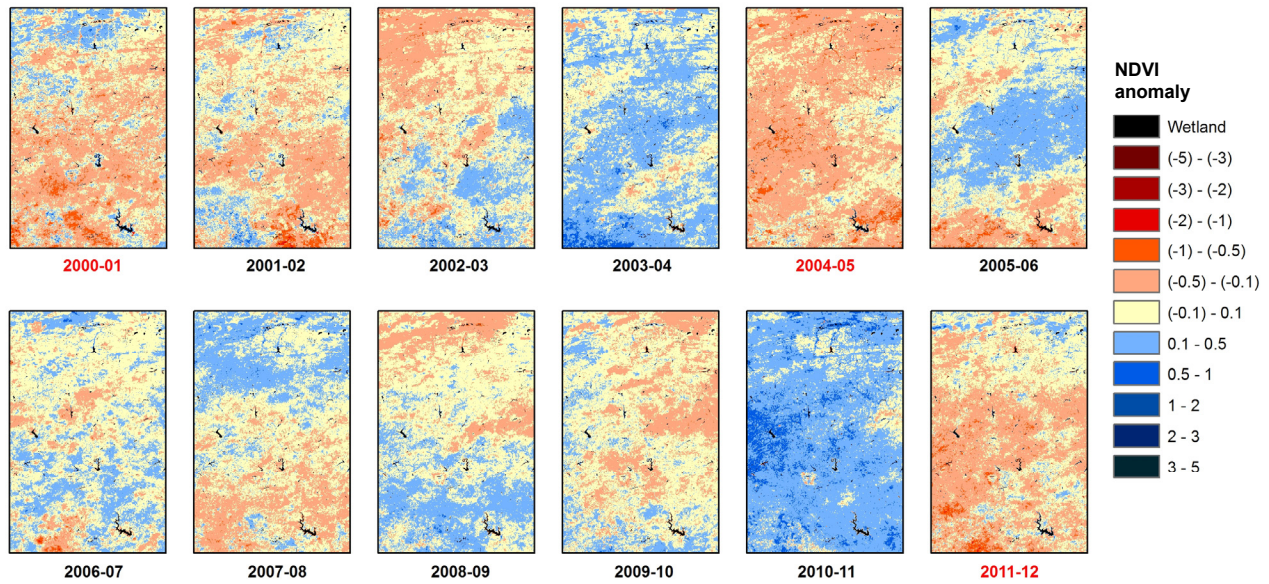 2000-01
2001-02
2002-03
2003-04
2004-05
2005-06
2006-07
2007-08
2008-09
2009-10
2010-11
2011-12
NDVI
anomaly
Wetland
(-5) - (-3)
(-3) - (-2)
(-2) - (-1)
(-1) - (-0.5)
(-0.5) - (-0.1)
(-0.1) - 0.1
0.1 - 0.5
0.5 - 1
1 - 2
2 - 3
3 - 5